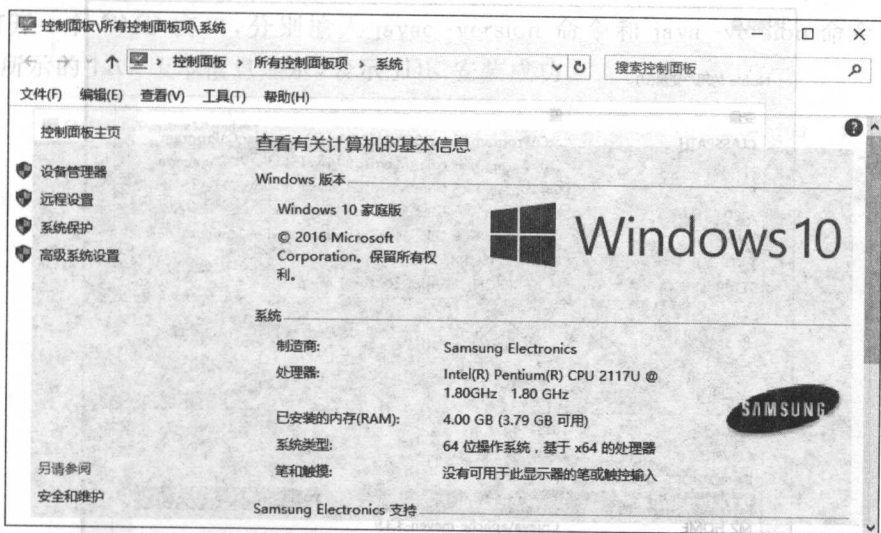 控制面板\所有控制面板项\系统
控制面板 › 所有控制面板项 › 系统
搜索控制面板
文件(F) 编辑(E) 查看(V) 工具(T) 帮助(H)
控制面板主页
设备管理器
远程设置
系统保护
高级系统设置
另请参阅
安全和维护
查看有关计算机的基本信息
Windows 版本
Windows 10 家庭版
© 2016 Microsoft
Corporation。保留所有权
利。
Windows 10
系统
制造商: Samsung Electronics
处理器: Intel(R) Pentium(R) CPU 2117U @
1.80GHz 1.80 GHz
已安装的内存(RAM): 4.00 GB (3.79 GB 可用)
系统类型: 64 位操作系统，基于 x64 的处理器
笔和触摸: 没有可用于此显示器的笔或触控输入
SAMSUNG
Samsung Electronics 支持